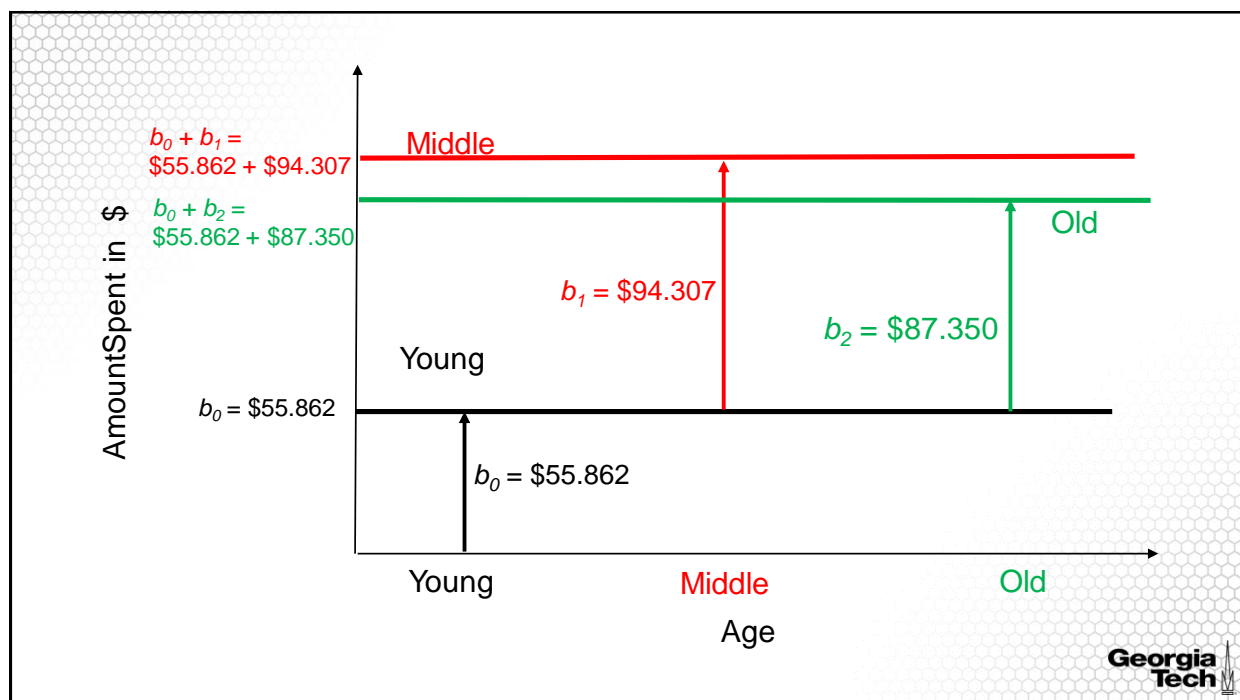 b0 + b1 =
$55.862 + $94.307
Middle
b0 + b2 =
$55.862 + $87.350
Old
AmountSpent in $
b1 = $94.307
b2 = $87.350
Young
b0 = $55.862
b0 = $55.862
Young
Middle
Old
Age
Georgia
Tech